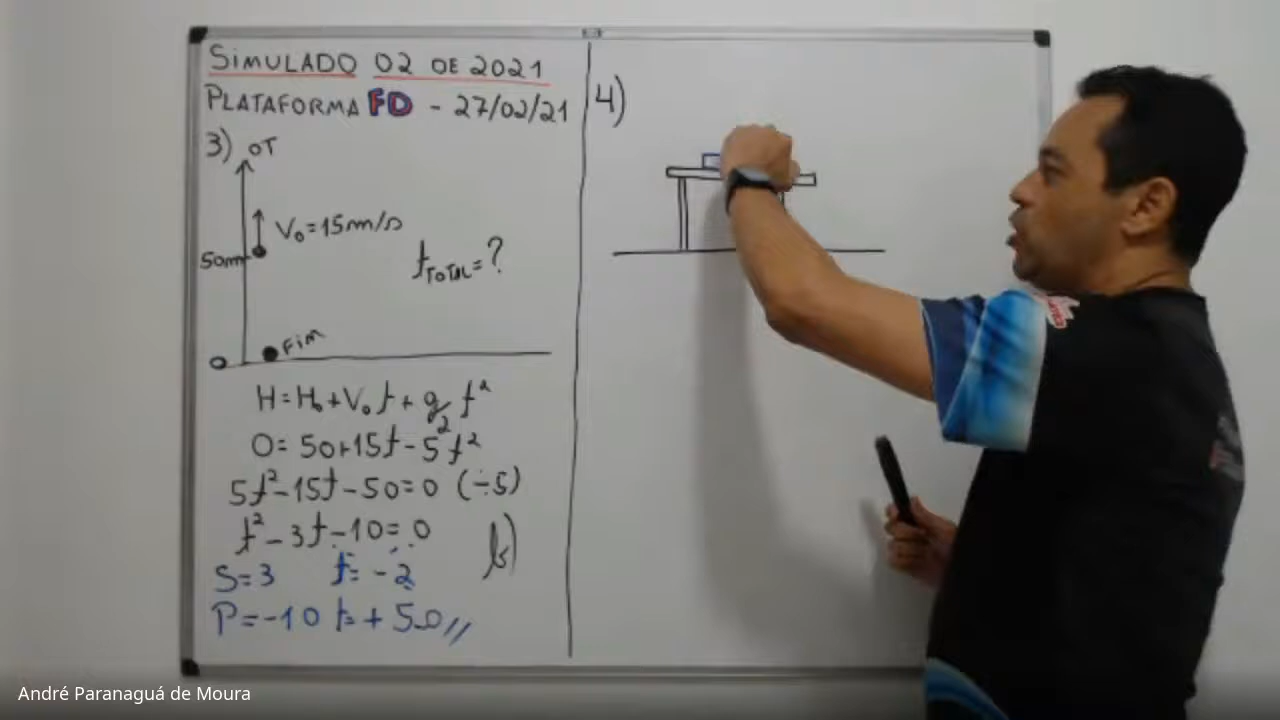 SIMULADO 02 DE 2021
PLATAFORMA FD - 27/02/21
3) OT
V₀=15m/s
50m
t TOTAL = ?
0
Fim
H=H₀+V₀t+g/2 t²
0=50+15t-5t²
5t²-15t-50=0 (÷5)
t²-3t-10=0
b)
S=3 t=-2
P=-10 t=+5
4)
André Paranaguá de Moura